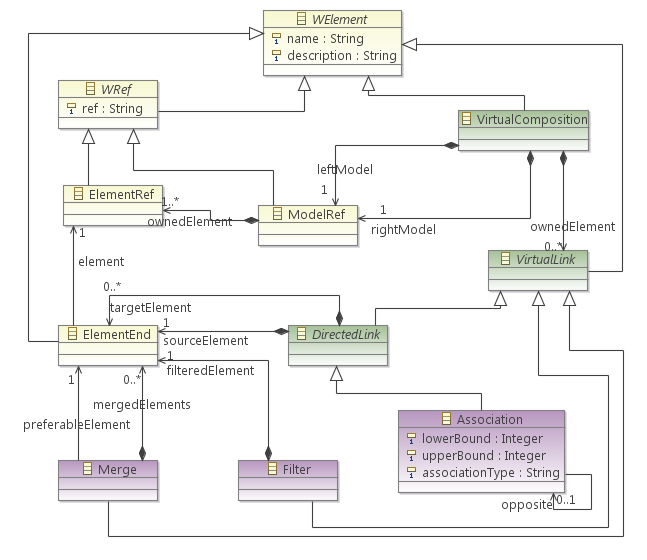 WElement
name : String
description : String
WRef
ref : String
VirtualComposition
leftModel
1
ElementRef
1..*
ownedElement
ModelRef
1
rightModel
ownedElement
0..*
1
element
VirtualLink
0..*
targetElement
ElementEnd
1
sourceElement
DirectedLink
1
filteredElement
1
0..*
mergedElements
preferableElement
Association
lowerBound : Integer
upperBound : Integer
associationType : String
Merge
Filter
opposite
0..1